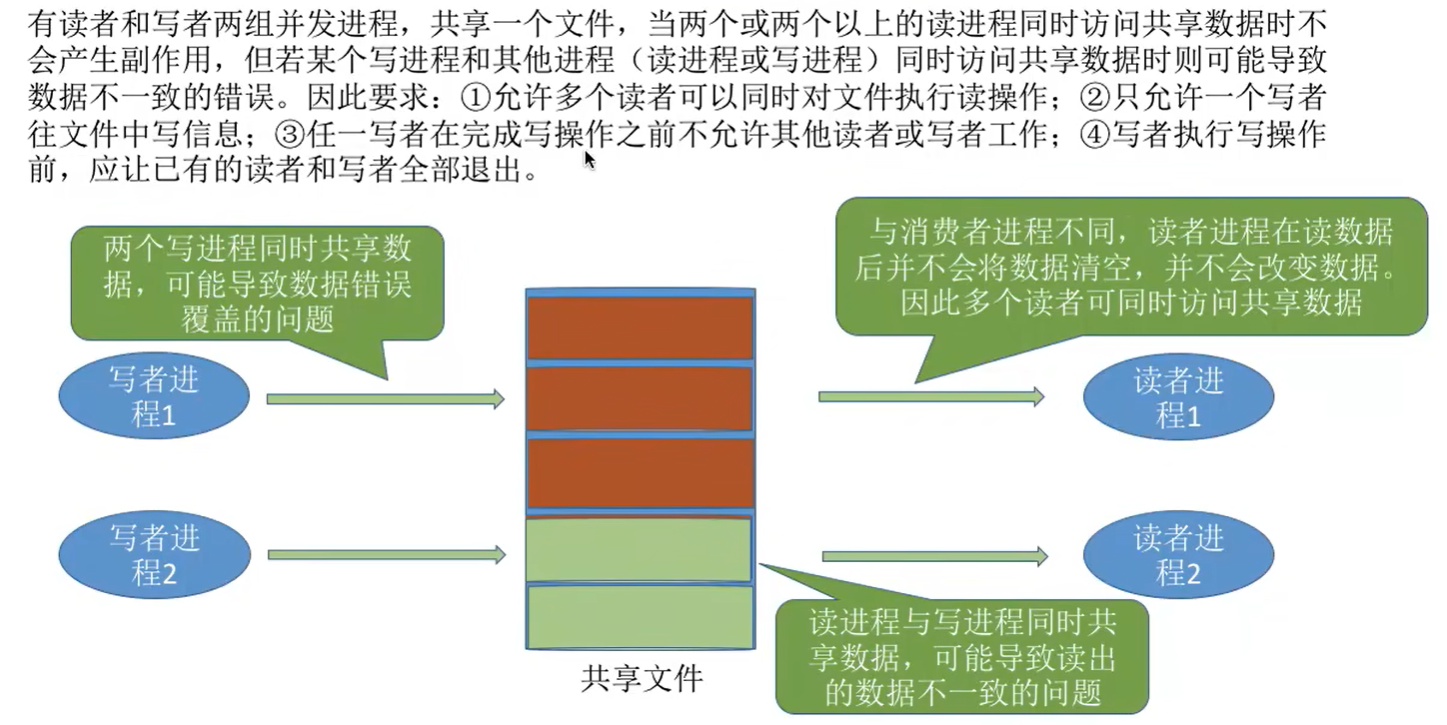 有读者和写者两组并发进程，共享一个文件，当两个或两个以上的读进程同时访问共享数据时不
会产生副作用，但若某个写进程和其他进程（读进程或写进程）同时访问共享数据时则可能导致
数据不一致的错误。因此要求：①允许多个读者可以同时对文件执行读操作；②只允许一个写者
往文件中写信息；③任一写者在完成写操作之前不允许其他读者或写者工作；④写者执行写操作
前，应让已有的读者和写者全部退出。
两个写进程同时共享数
据，可能导致数据错误
覆盖的问题
与消费者进程不同，读者进程在读数据
后并不会将数据清空，并不会改变数据。
因此多个读者可同时访问共享数据
写者进
程1
读者进
程1
写者进
程2
读者进
程2
读进程与写进程同时共
享数据，可能导致读出
的数据不一致的问题
共享文件